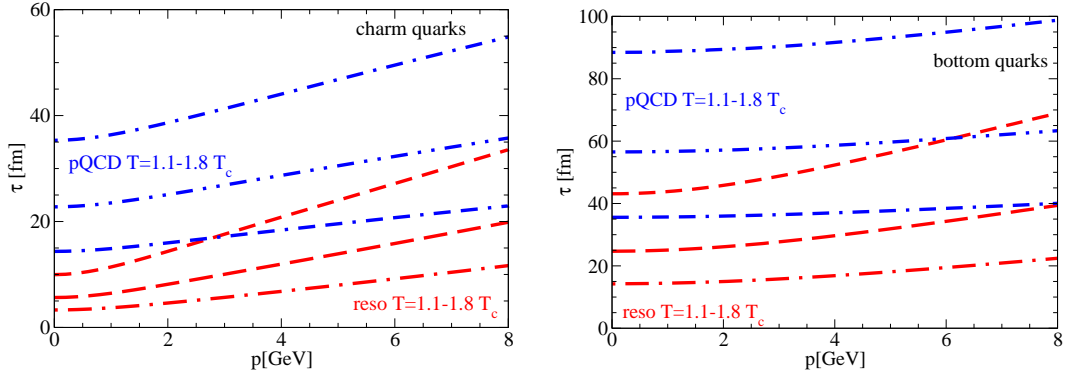 60
charm quarks
40
pQCD T=1.1-1.8 T_c
τ [fm]
20
reso T=1.1-1.8 T_c
0
0
2
4
6
8
p[GeV]
100
bottom quarks
80
pQCD T=1.1-1.8 T_c
60
τ [fm]
40
20
reso T=1.1-1.8 T_c
0
0
2
4
6
8
p[GeV]